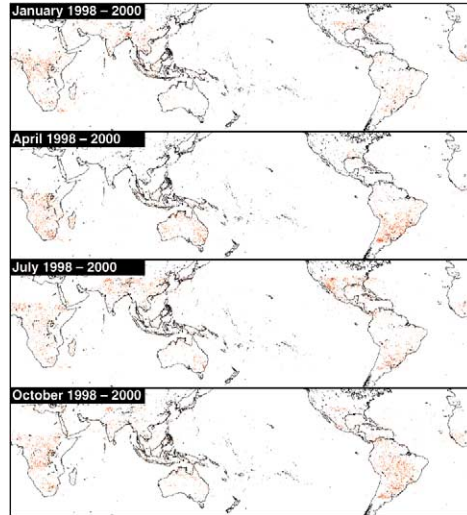 January 1998 – 2000
April 1998 – 2000
July 1998 – 2000
October 1998 – 2000